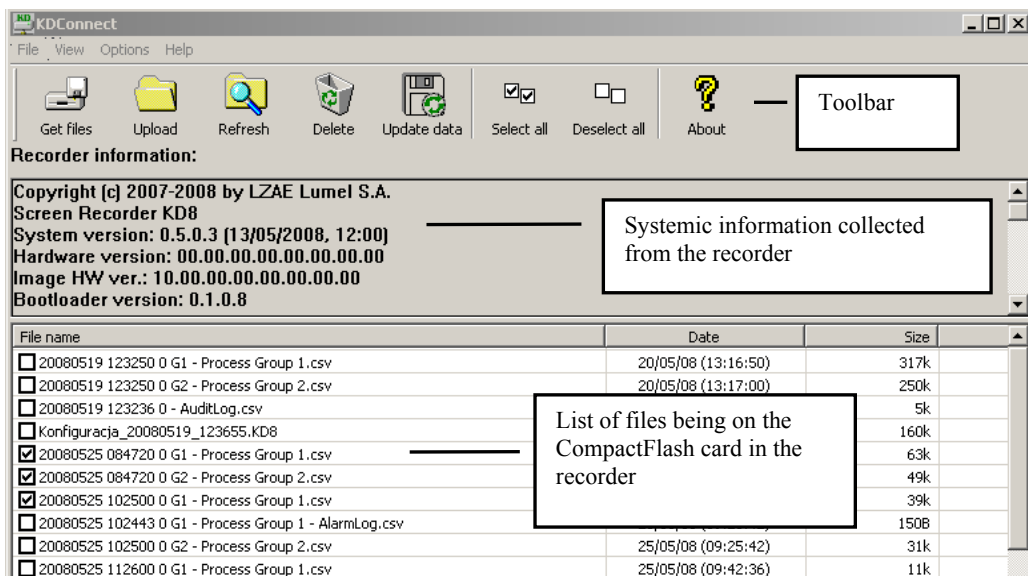 KDConnect
File View Options Help
Get files Upload Refresh Delete Update data Select all Deselect all About
Toolbar
Recorder information:
Copyright (c) 2007-2008 by LZAE Lumel S.A.
Screen Recorder KD8
System version: 0.5.0.3 (13/05/2008, 12:00)
Hardware version: 00.00.00.00.00.00.00.00
Image HW ver.: 10.00.00.00.00.00.00.00
Bootloader version: 0.1.0.8
Systemic information collected
from the recorder
File name Date Size
20080519 123250 0 G1 - Process Group 1.csv 20/05/08 (13:16:50) 317k
20080519 123250 0 G2 - Process Group 2.csv 20/05/08 (13:17:00) 250k
20080519 123236 0 - AuditLog.csv 5k
Konfiguracja_20080519_123655.KD8 160k
20080525 084720 0 G1 - Process Group 1.csv 63k
20080525 084720 0 G2 - Process Group 2.csv 49k
20080525 102500 0 G1 - Process Group 1.csv 39k
20080525 102443 0 G1 - Process Group 1 - AlarmLog.csv 150B
20080525 102500 0 G2 - Process Group 2.csv 25/05/08 (09:25:42) 31k
20080525 112600 0 G1 - Process Group 1.csv 25/05/08 (09:42:36) 11k
List of files being on the
CompactFlash card in the
recorder